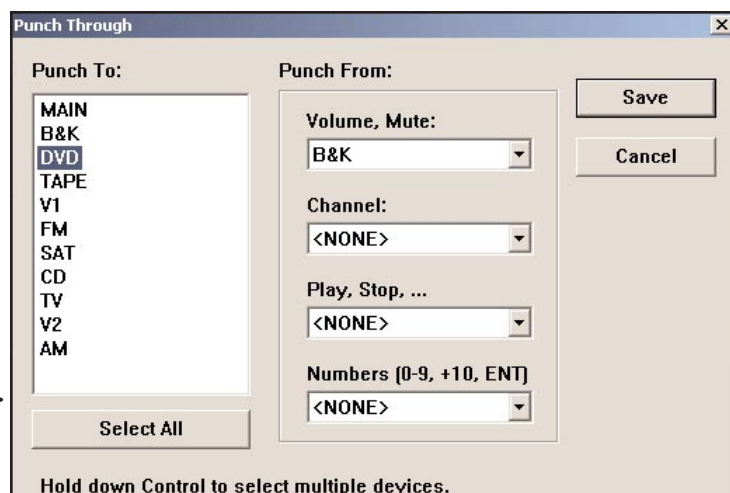 Punch Through
Punch To:
MAIN
B&K
DVD
TAPE
V1
FM
SAT
CD
TV
V2
AM
Select All
Punch From:
Volume, Mute:
B&K
Channel:
<NONE>
Play, Stop, ...
<NONE>
Numbers (0-9, +10, ENT)
<NONE>
Save
Cancel
Hold down Control to select multiple devices.